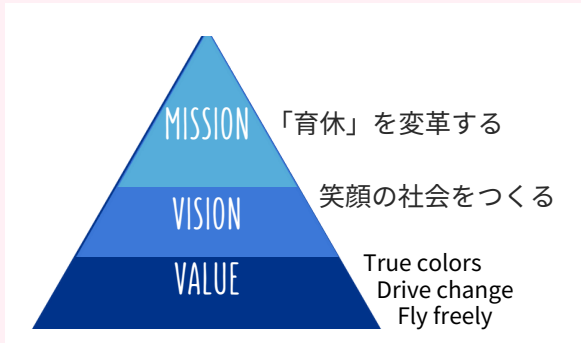 MISSION
「育休」を変革する
VISION
笑顔の社会をつくる
VALUE
True colors
Drive change
Fly freely